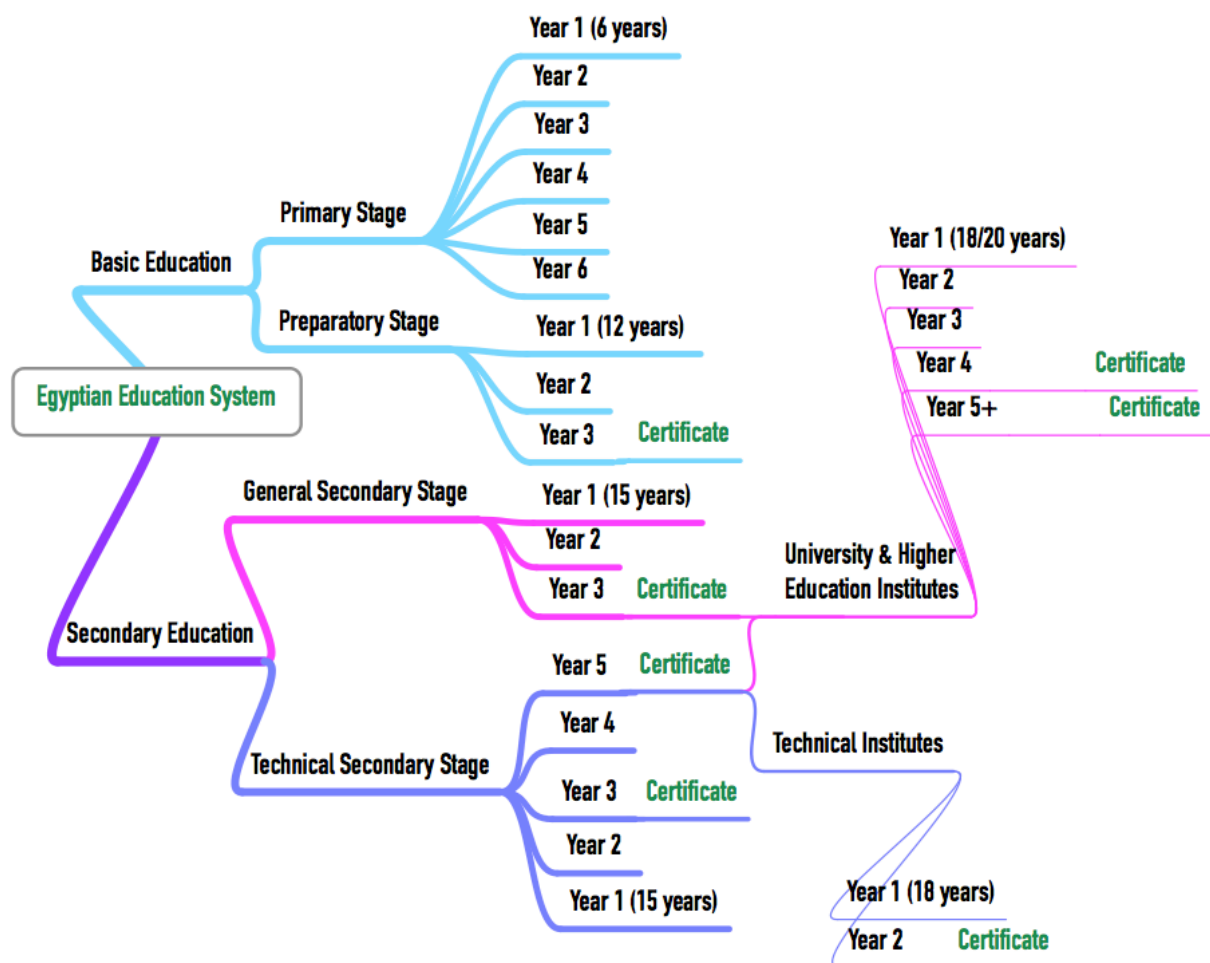 Egyptian Education System
Basic Education
Primary Stage
Year 1 (6 years)
Year 2
Year 3
Year 4
Year 5
Year 6
Preparatory Stage
Year 1 (12 years)
Year 2
Year 3 Certificate
Secondary Education
General Secondary Stage
Year 1 (15 years)
Year 2
Year 3 Certificate
University & Higher
Education Institutes
Year 1 (18/20 years)
Year 2
Year 3
Year 4 Certificate
Year 5+ Certificate
Technical Secondary Stage
Year 5 Certificate
Year 4
Year 3 Certificate
Year 2
Year 1 (15 years)
Technical Institutes
Year 1 (18 years)
Year 2 Certificate